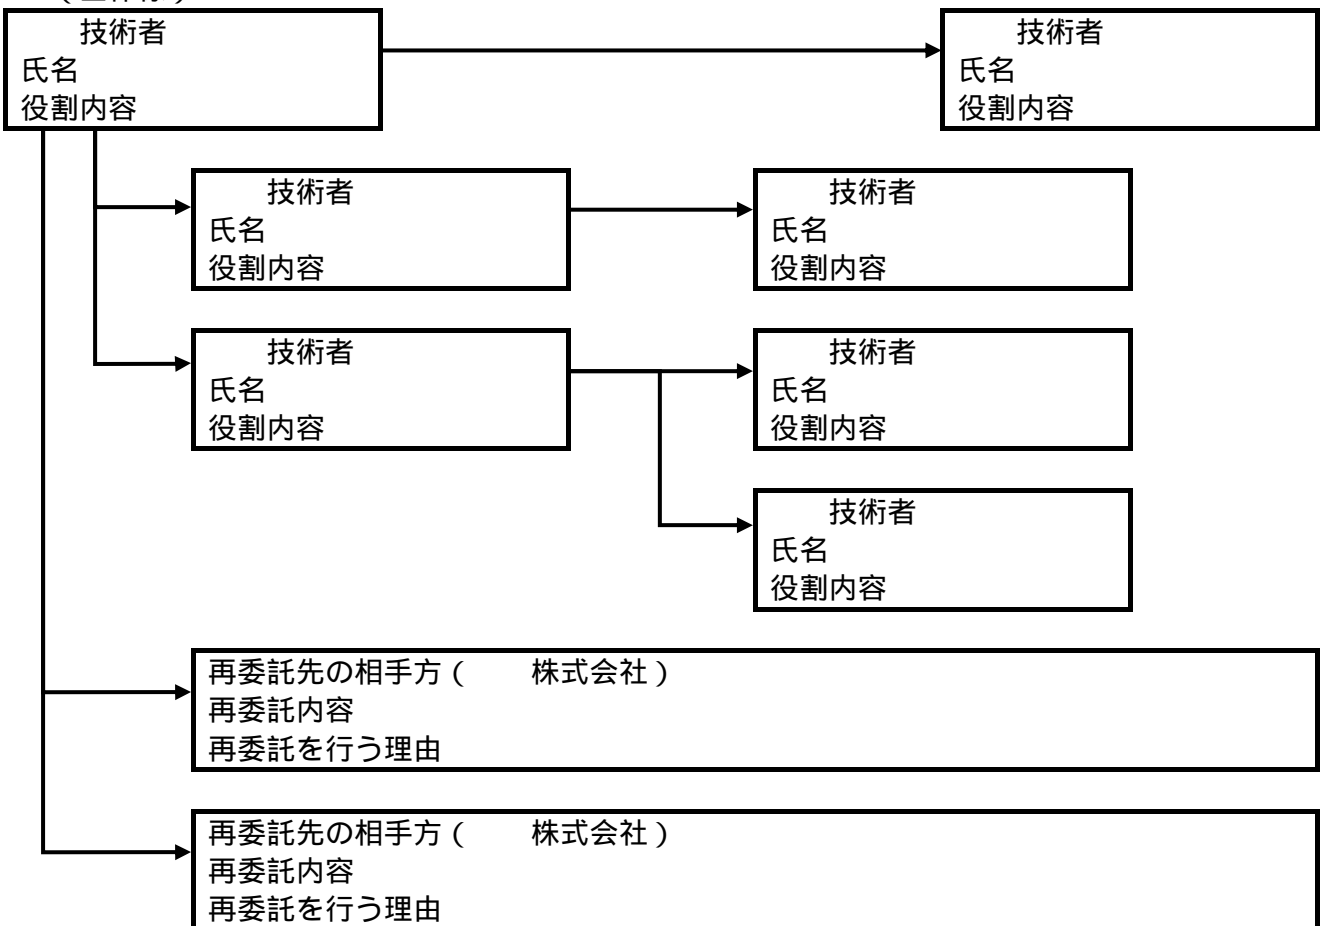 技術者
氏名
役割内容
技術者
氏名
役割内容
技術者
氏名
役割内容
技術者
氏名
役割内容
技術者
氏名
役割内容
技術者
氏名
役割内容
技術者
氏名
役割内容
再委託先の相手方（　　株式会社）
再委託内容
再委託を行う理由
再委託先の相手方（　　株式会社）
再委託内容
再委託を行う理由